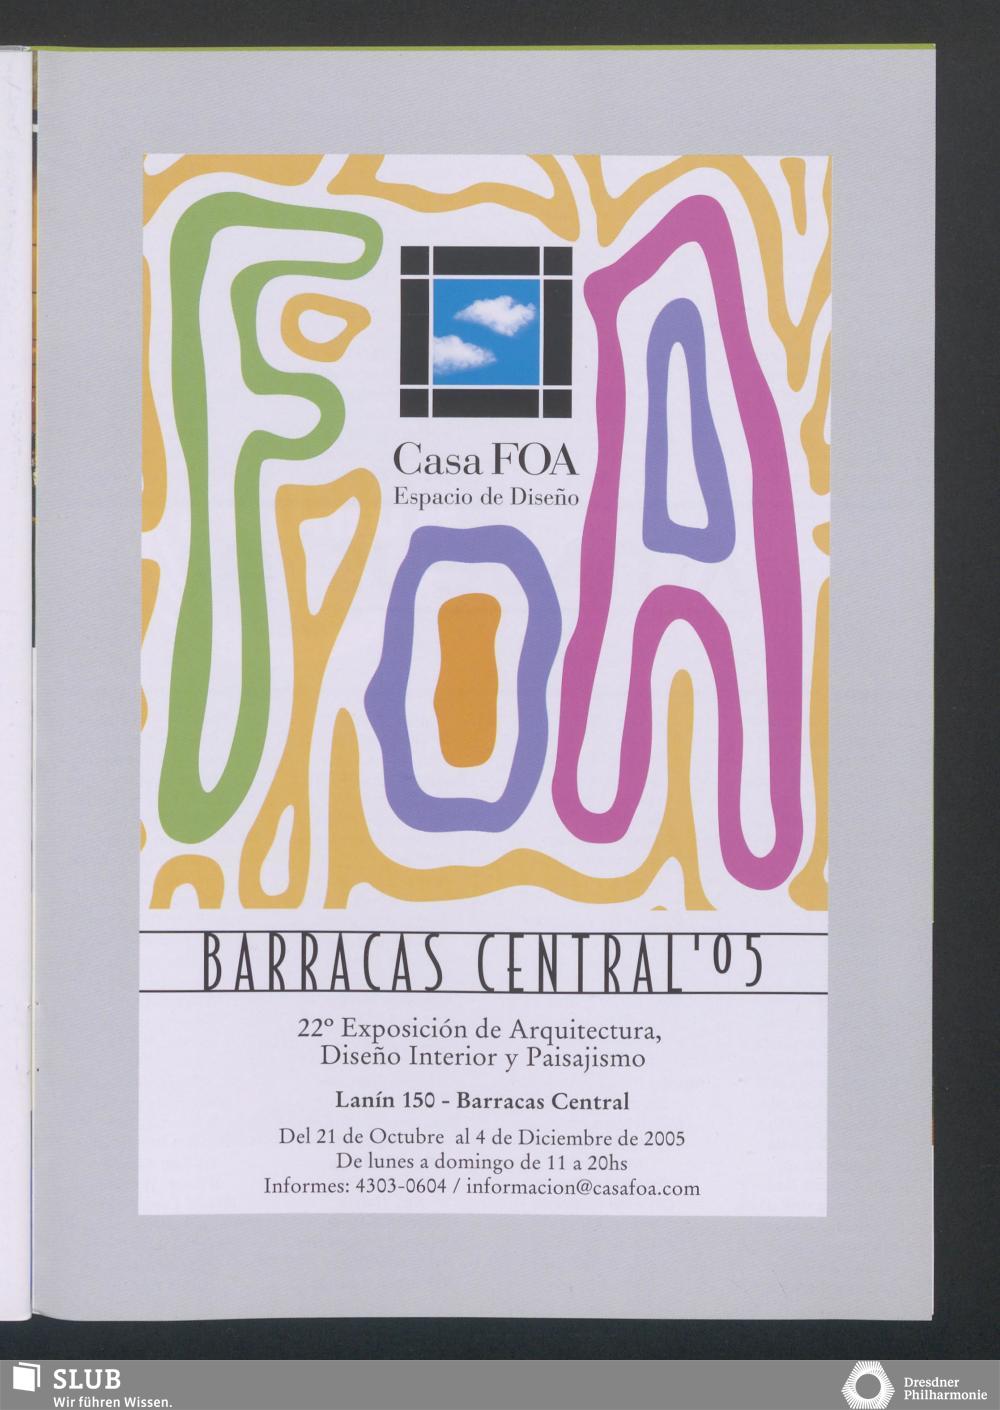 FOA
Casa FOA
Espacio de Diseño
BARRACAS CENTRAL'05
22º Exposición de Arquitectura,
Diseño Interior y Paisajismo
Lanín 150 - Barracas Central
Del 21 de Octubre al 4 de Diciembre de 2005
De lunes a domingo de 11 a 20hs
Informes: 4303-0604 / informacion@casafoa.com
SLUB
Wir führen Wissen.
Dresdner
Philharmonie